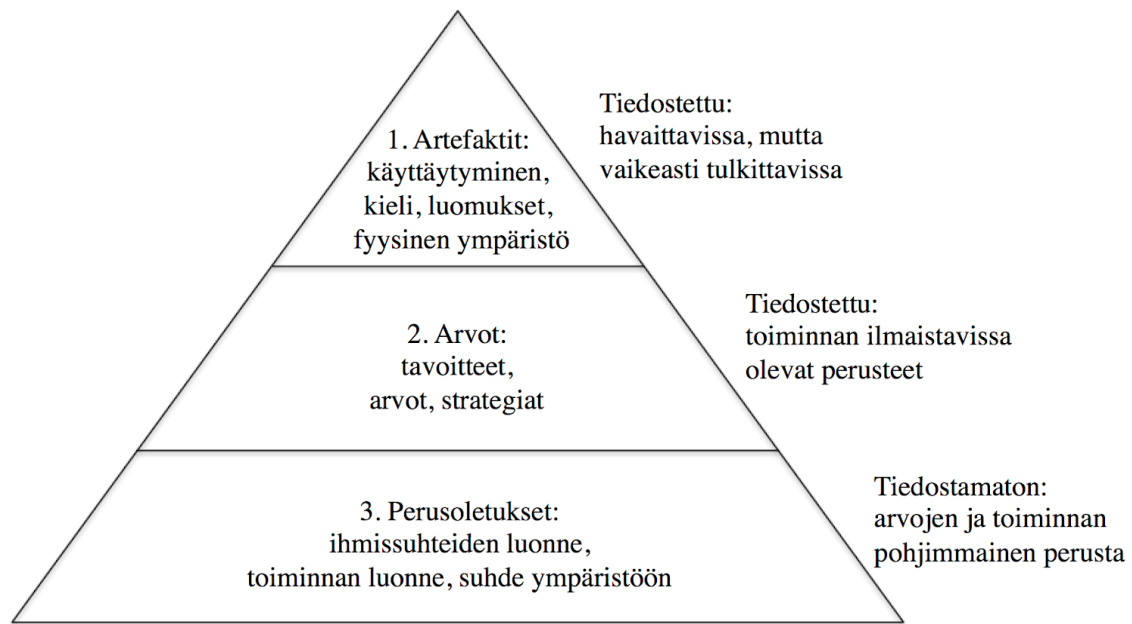 1. Artefaktit:
käyttäytyminen,
kieli, luomukset,
fyysinen ympäristö
Tiedostettu:
havaittavissa, mutta
vaikeasti tulkittavissa
2. Arvot:
tavoitteet,
arvot, strategiat
Tiedostettu:
toiminnan ilmaistavissa
olevat perusteet
3. Perusoletukset:
ihmissuhteiden luonne,
toiminnan luonne, suhde ympäristöön
Tiedostamaton:
arvojen ja toiminnan
pohjimmainen perusta